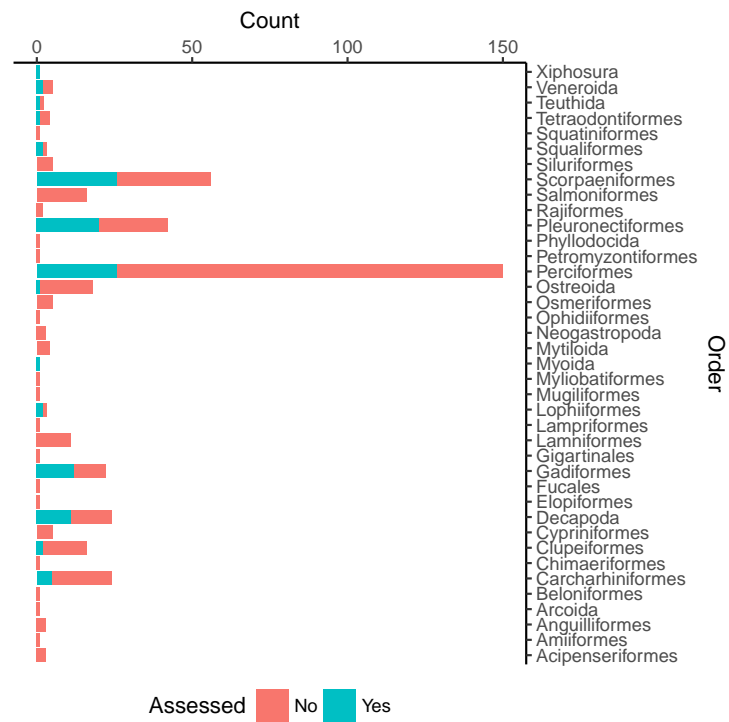 Count
0 50 100 150
Xiphosura
Veneroida
Teuthida
Tetraodontiformes
Squatiniformes
Squaliformes
Siluriformes
Scorpaeniformes
Salmoniformes
Rajiformes
Pleuronectiformes
Phyllodocida
Petromyzontiformes
Perciformes
Ostreoida
Osmeriformes
Ophidiiformes
Neogastropoda
Mytiloida
Myoida
Myliobatiformes
Mugiliformes
Lophiiformes
Lampriformes
Lamniformes
Gigartinales
Gadiformes
Fucales
Elopiformes
Decapoda
Cypriniformes
Clupeiformes
Chimaeriformes
Carcharhiniformes
Beloniformes
Arcoida
Anguilliformes
Amiiformes
Acipenseriformes
Order
Assessed No Yes